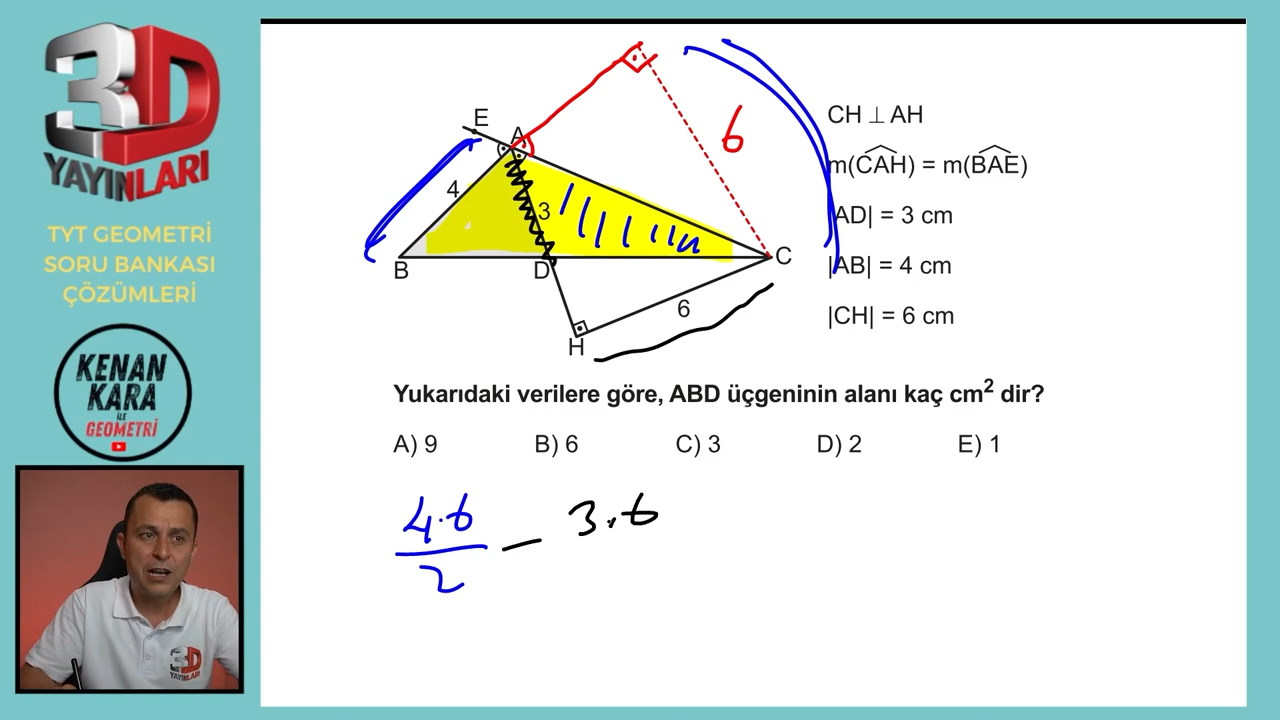 3D
YAYINLARI
TYT GEOMETRİ
SORU BANKASI
ÇÖZÜMLERİ
KENAN
KARA
İLE
GEOMETRİ
3D
YAYINLARI
E
A
4
3
6
B
D
C
6
H
CH ⊥ AH
m(CAH) = m(BAE)
|AD| = 3 cm
|AB| = 4 cm
|CH| = 6 cm
Yukarıdaki verilere göre, ABD üçgeninin alanı kaç cm² dir?
A) 9 B) 6 C) 3 D) 2 E) 1
4.6 — 3.6
2